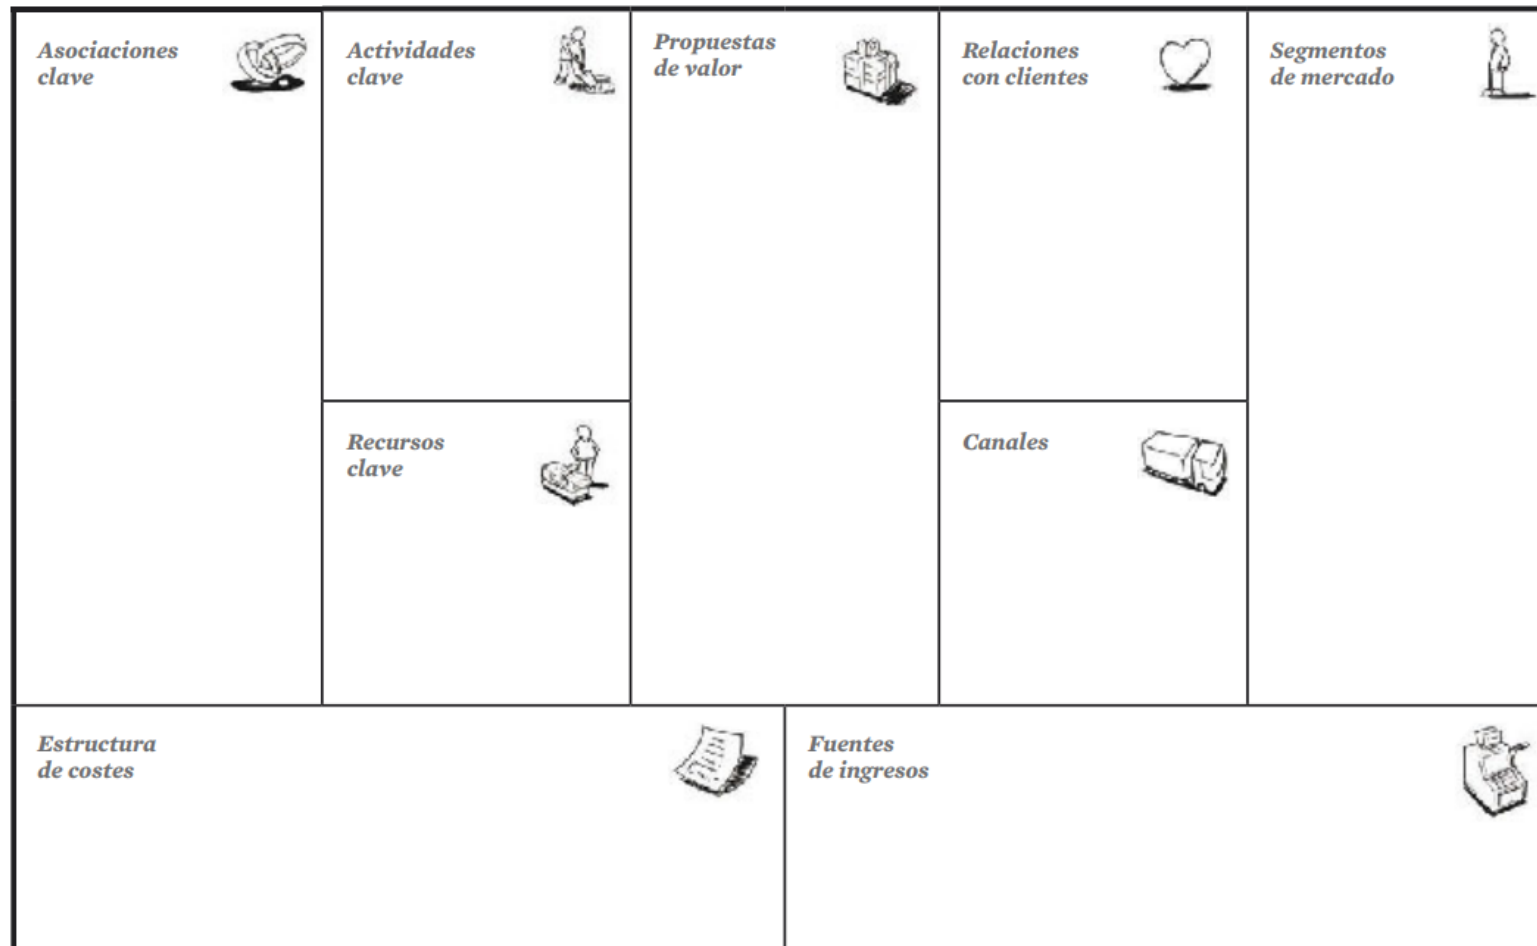 Asociaciones
clave
Actividades
clave
Propuestas
de valor
Relaciones
con clientes
Segmentos
de mercado
Recursos
clave
Canales
Estructura
de costes
Fuentes
de ingresos